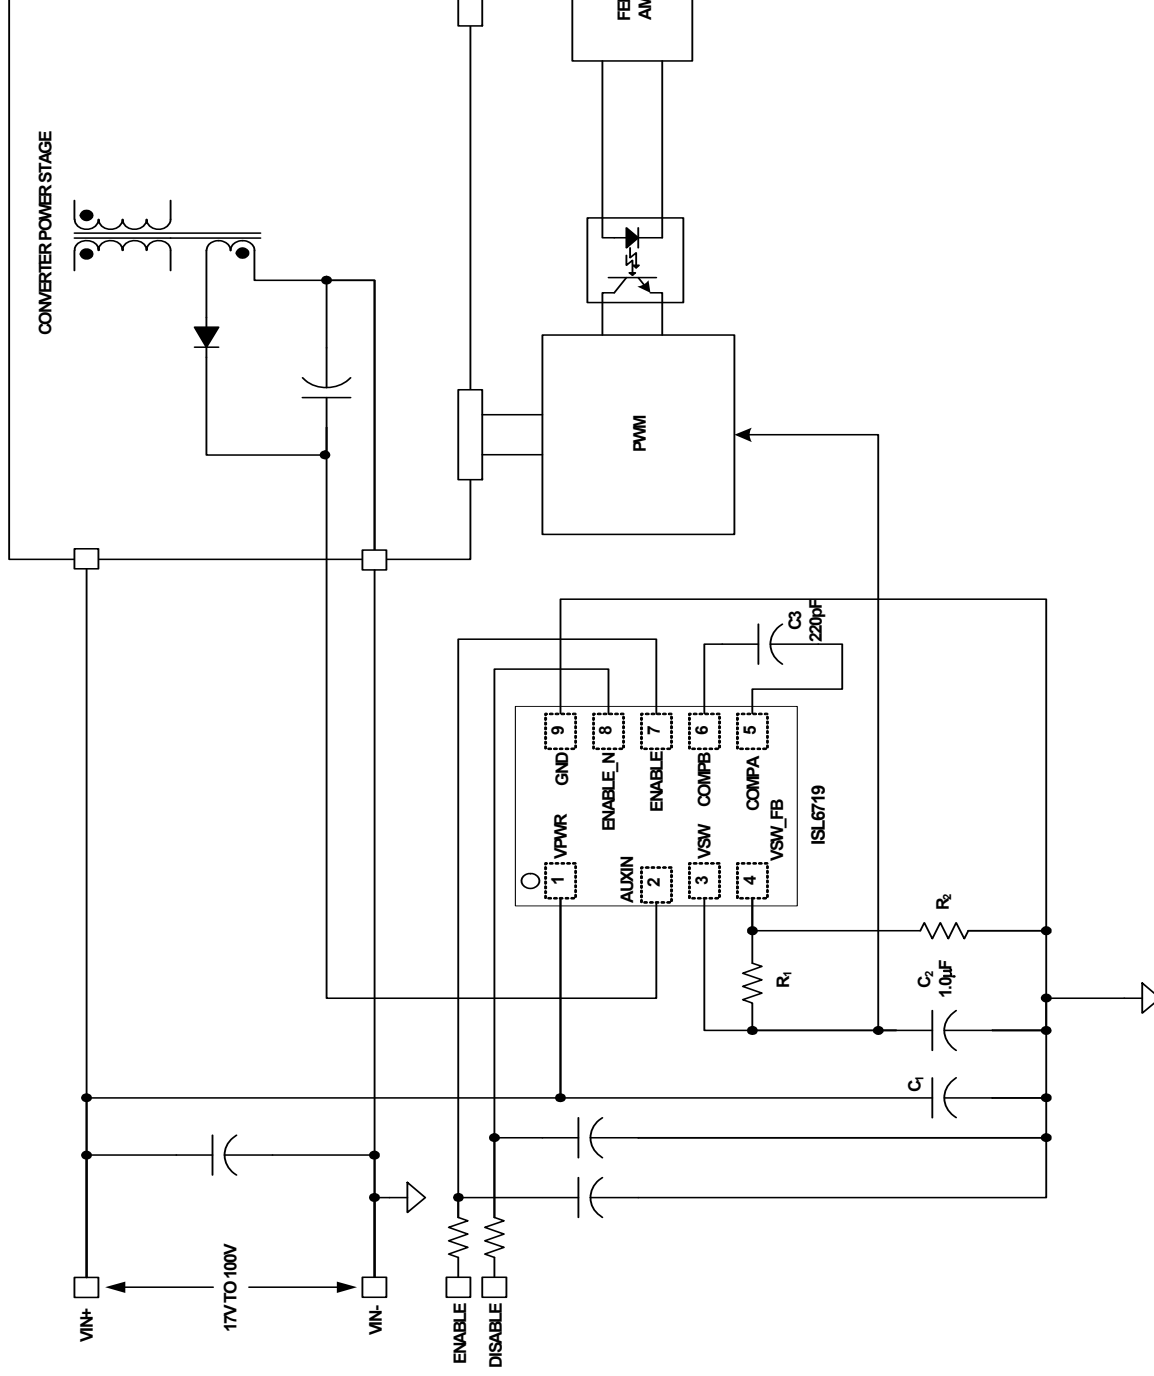 CONVERTER POWER STAGE
VIN+
17V TO 100V
VIN-
ENABLE
DISABLE
1
VPWR
GND
9
ENABLE_N
8
AUXIN
2
ENABLE
7
3
VSW
COMPB
6
4
VSW_FB
COMPA
5
ISL6719
C3
220pF
R1
R2
C1
C2
1.0µF
PWM